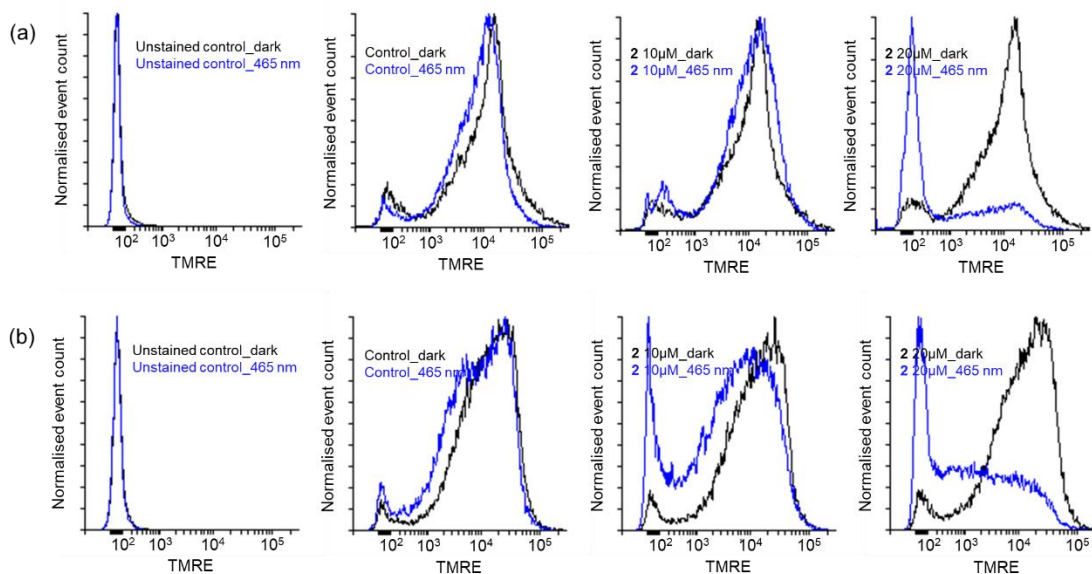 (a)
Normalised event count
Unstained control_dark
Unstained control_465 nm
10² 10³ 10⁴ 10⁵
TMRE
Normalised event count
Control_dark
Control_465 nm
10² 10³ 10⁴ 10⁵
TMRE
Normalised event count
2 10µM_dark
2 10µM_465 nm
10² 10³ 10⁴ 10⁵
TMRE
Normalised event count
2 20µM_dark
2 20µM_465 nm
10² 10³ 10⁴ 10⁵
TMRE
(b)
Normalised event count
Unstained control_dark
Unstained control_465 nm
10² 10³ 10⁴ 10⁵
TMRE
Normalised event count
Control_dark
Control_465 nm
10² 10³ 10⁴ 10⁵
TMRE
Normalised event count
2 10µM_dark
2 10µM_465 nm
10² 10³ 10⁴ 10⁵
TMRE
Normalised event count
2 20µM_dark
2 20µM_465 nm
10² 10³ 10⁴ 10⁵
TMRE